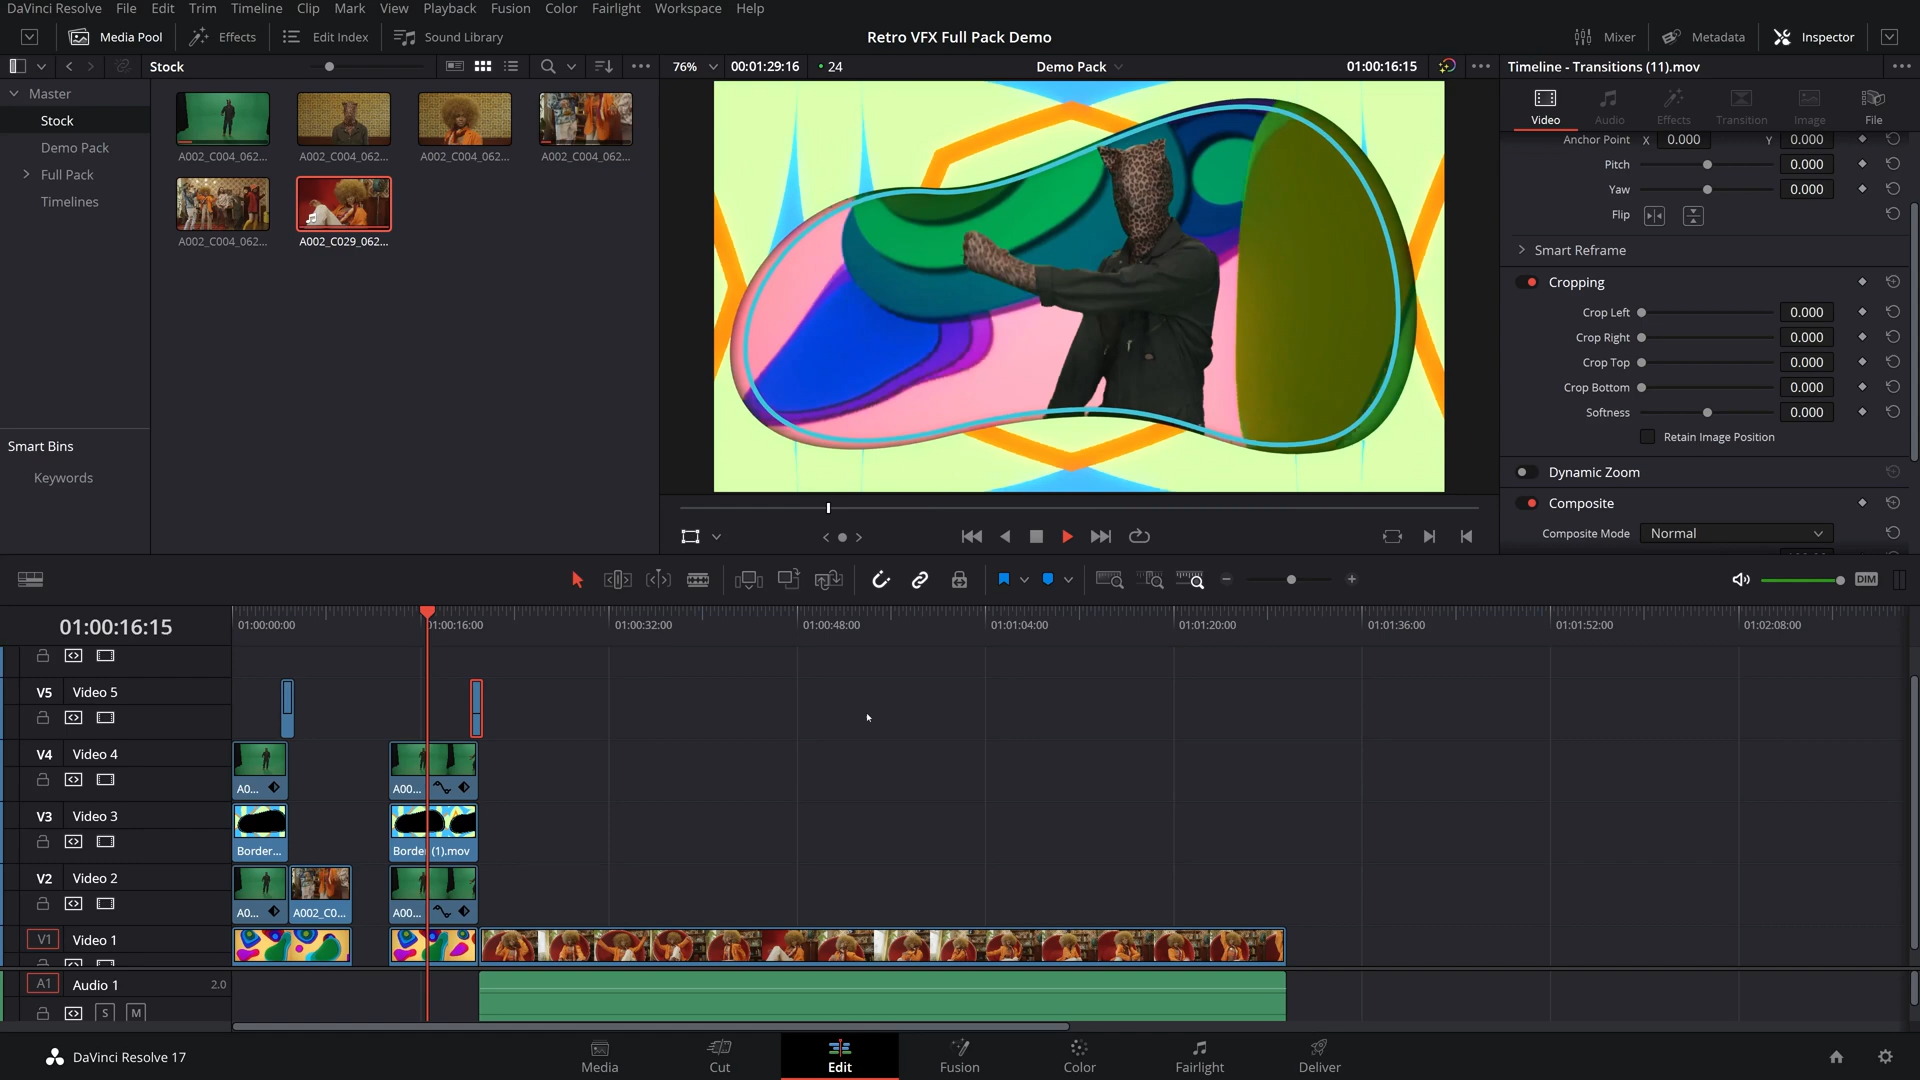 DaVinci Resolve File Edit Trim Timeline Clip Mark View Playback Fusion Color Fairlight Workspace Help
Media Pool Effects Edit Index Sound Library Retro VFX Full Pack Demo Mixer Metadata Inspector
Stock 76% 00:01:29:16 24 Demo Pack 01:00:16:15 Timeline - Transitions (11).mov
Master
Stock
Demo Pack
Full Pack
Timelines
Smart Bins
Keywords
A002_C004_062... A002_C004_062... A002_C004_062... A002_C004_062...
A002_C004_062... A002_C029_062...
Video Audio Effects Transition Image File
Anchor Point X 0.000 Y 0.000
Pitch 0.000
Yaw 0.000
Flip
Smart Reframe
Cropping
Crop Left 0.000
Crop Right 0.000
Crop Top 0.000
Crop Bottom 0.000
Softness 0.000
Retain Image Position
Dynamic Zoom
Composite
Composite Mode Normal
DIM
01:00:16:15 01:00:00:00 01:00:16:00 01:00:32:00 01:00:48:00 01:01:04:00 01:01:20:00 01:01:36:00 01:01:52:00 01:02:08:00
V5 Video 5
V4 Video 4
A0... A00...
V3 Video 3
Border... Borde (1).mov
V2 Video 2
A0... A002_C0... A00...
V1 Video 1
A1 Audio 1 2.0
S M
DaVinci Resolve 17 Media Cut Edit Fusion Color Fairlight Deliver